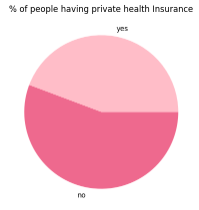 % of people having private health Insurance
yes
no